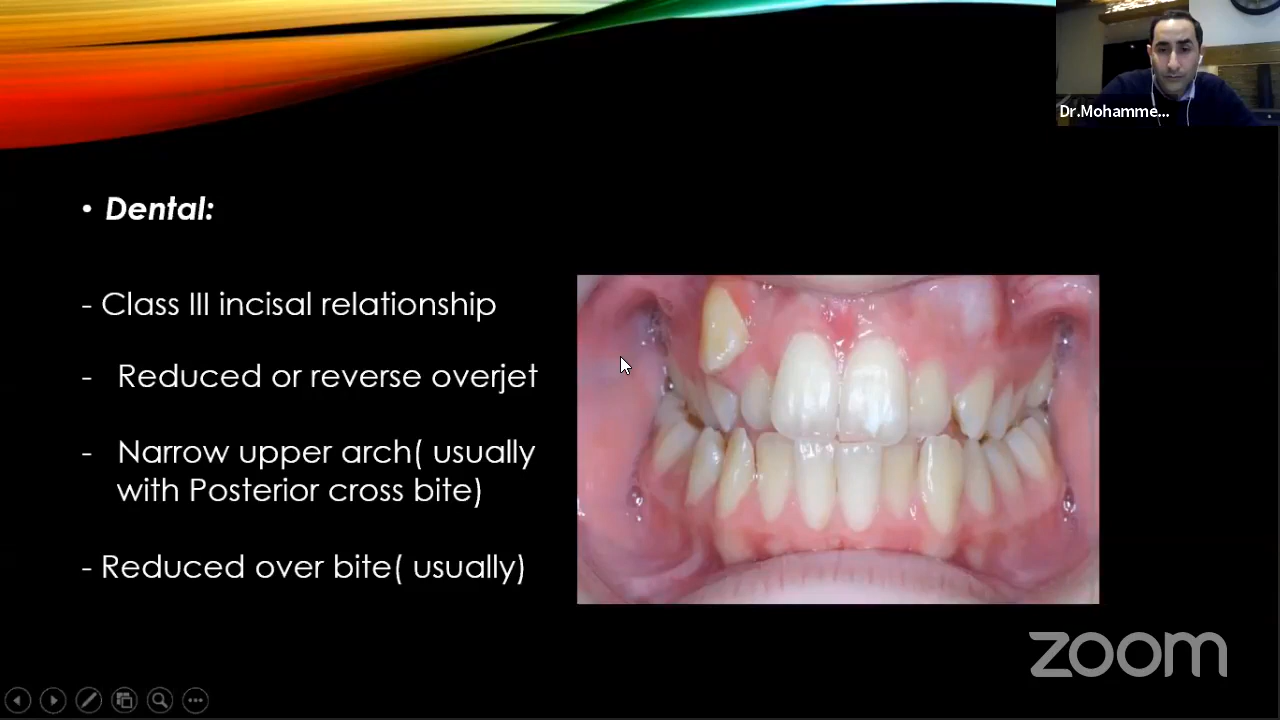 Dr.Mohamme...
• Dental:
- Class III incisal relationship
- Reduced or reverse overjet
- Narrow upper arch( usually
with Posterior cross bite)
- Reduced over bite( usually)
zoom